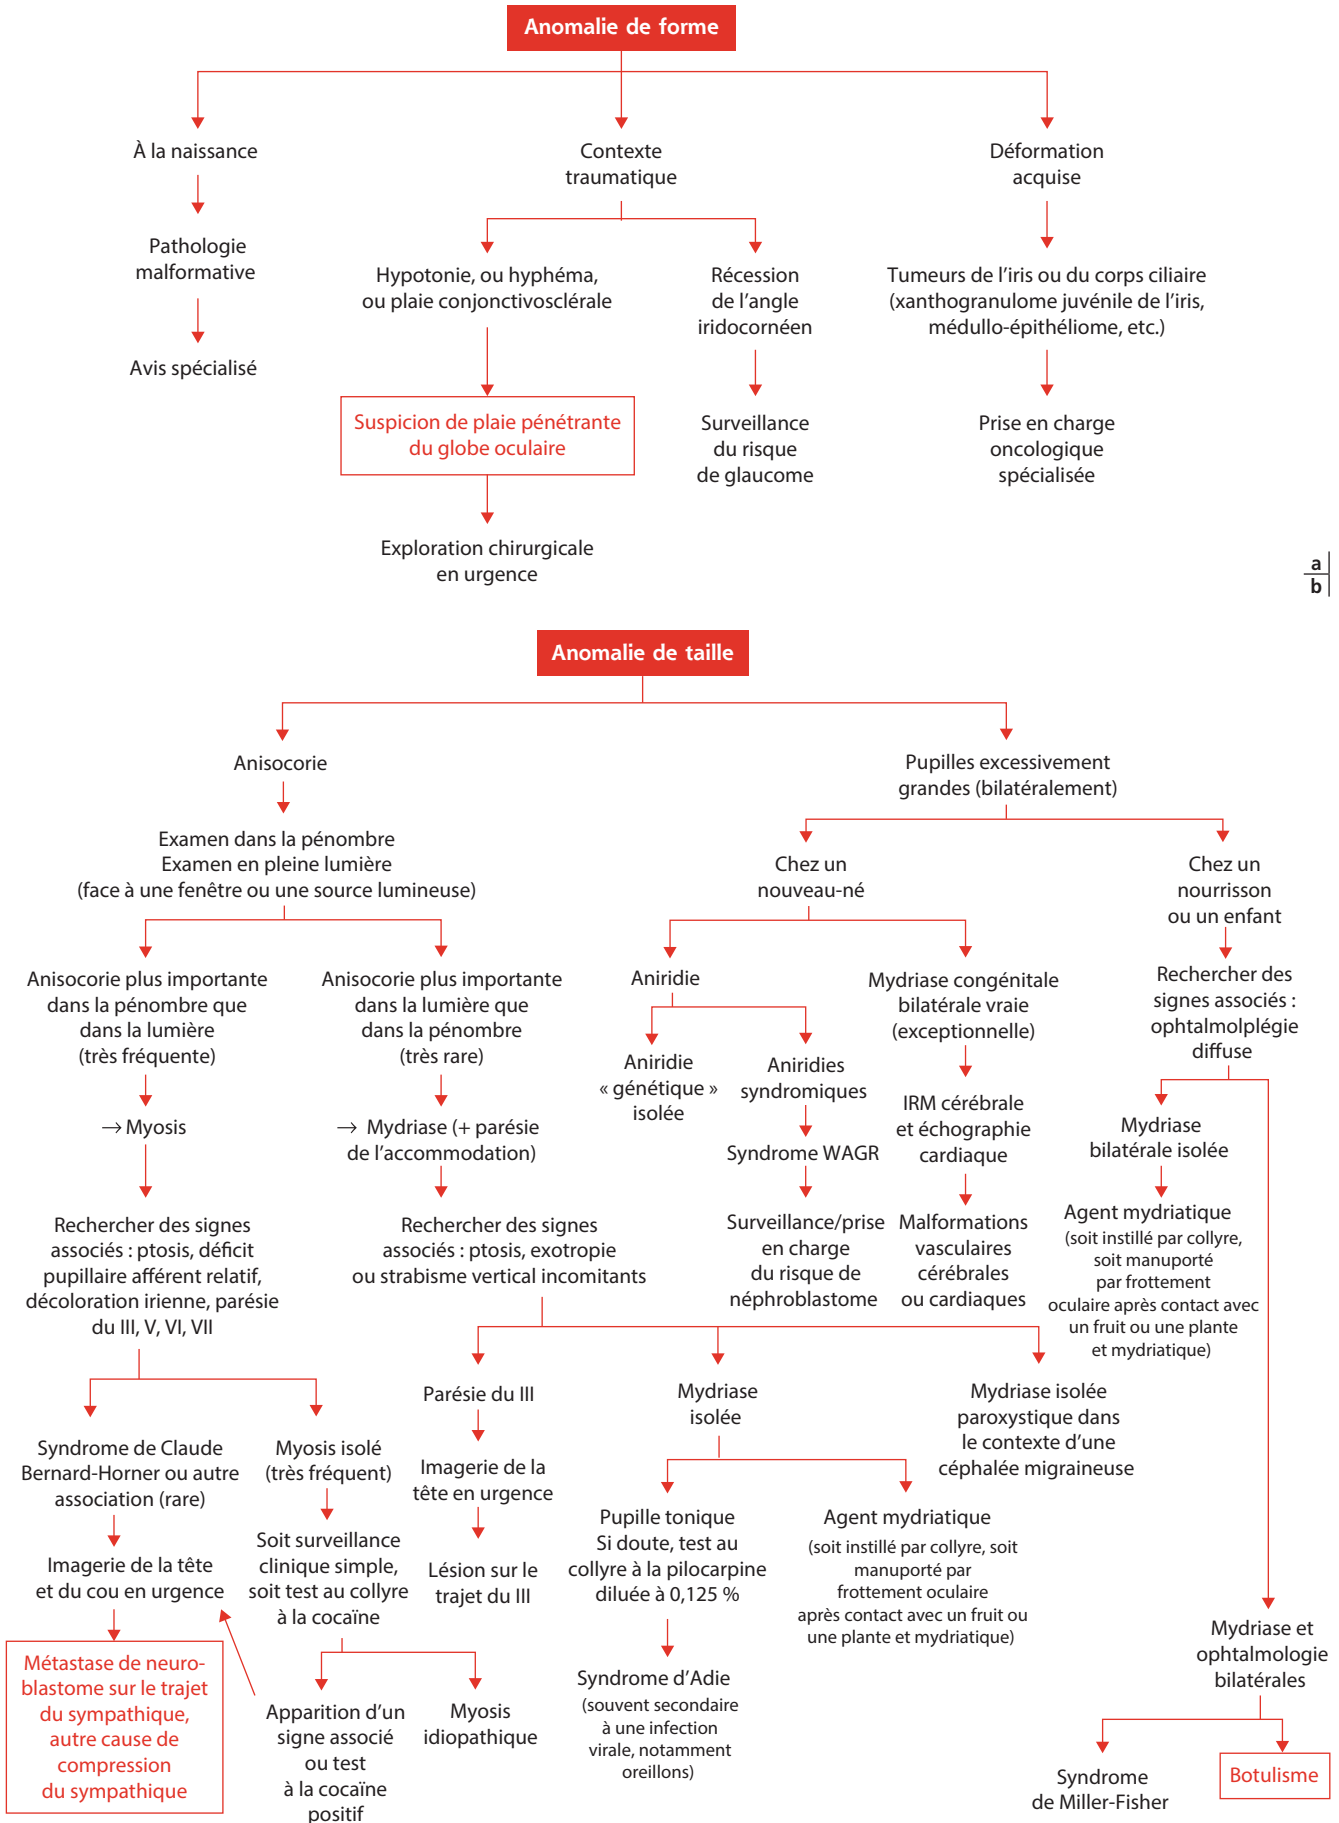 Anomalie de forme
À la naissance
Pathologie
malformative
Avis spécialisé
Contexte
traumatique
Hypotonie, ou hyphéma,
ou plaie conjonctivosclérale
Suspicion de plaie pénétrante
du globe oculaire
Exploration chirurgicale
en urgence
Récession
de l'angle
iridocornéen
Surveillance
du risque
de glaucome
Déformation
acquise
Tumeurs de l'iris ou du corps ciliaire
(xanthogranulome juvénile de l'iris,
médullo-épithéliome, etc.)
Prise en charge
oncologique
spécialisée
a
b
Anomalie de taille
Anisocorie
Examen dans la pénombre
Examen en pleine lumière
(face à une fenêtre ou une source lumineuse)
Anisocorie plus importante
dans la pénombre que
dans la lumière
(très fréquente)
→ Myosis
Rechercher des signes
associés : ptosis, déficit
pupillaire afférent relatif,
décoloration irienne, parésie
du III, V, VI, VII
Syndrome de Claude
Bernard-Horner ou autre
association (rare)
Imagerie de la tête
et du cou en urgence
Métastase de neuro-
blastome sur le trajet
du sympathique,
autre cause de
compression
du sympathique
Myosis isolé
(très fréquent)
Soit surveillance
clinique simple,
soit test au collyre
à la cocaïne
Apparition d'un
signe associé
ou test
à la cocaïne
positif
Myosis
idiopathique
Anisocorie plus importante
dans la lumière que
dans la pénombre
(très rare)
→ Mydriase (+ parésie
de l'accommodation)
Rechercher des signes
associés : ptosis, exotropie
ou strabisme vertical incomitants
Parésie du III
Imagerie de la
tête en urgence
Lésion sur le
trajet du III
Mydriase
isolée
Pupille tonique
Si doute, test au
collyre à la pilocarpine
diluée à 0,125 %
Syndrome d'Adie
(souvent secondaire
à une infection
virale, notamment
oreillons)
Agent mydriatique
(soit instillé par collyre, soit
manuporté par
frottement oculaire
après contact avec un fruit ou
une plante et mydriatique)
Mydriase isolée
paroxystique dans
le contexte d'une
céphalée migraineuse
Pupilles excessivement
grandes (bilatéralement)
Chez un
nouveau-né
Aniridie
Aniridie
« génétique »
isolée
Aniridies
syndromiques
Syndrome WAGR
Surveillance/prise
en charge
du risque de
néphroblastome
Mydriase congénitale
bilatérale vraie
(exceptionnelle)
IRM cérébrale
et échographie
cardiaque
Malformations
vasculaires
cérébrales
ou cardiaques
Chez un
nourrisson
ou un enfant
Rechercher des
signes associés :
ophtalmolplégie
diffuse
Mydriase
bilatérale isolée
Agent mydriatique
(soit instillé par collyre,
soit manuporté
par frottement
oculaire après contact avec
un fruit ou une plante
et mydriatique)
Mydriase et
ophtalmologie
bilatérales
Syndrome
de Miller-Fisher
Botulisme